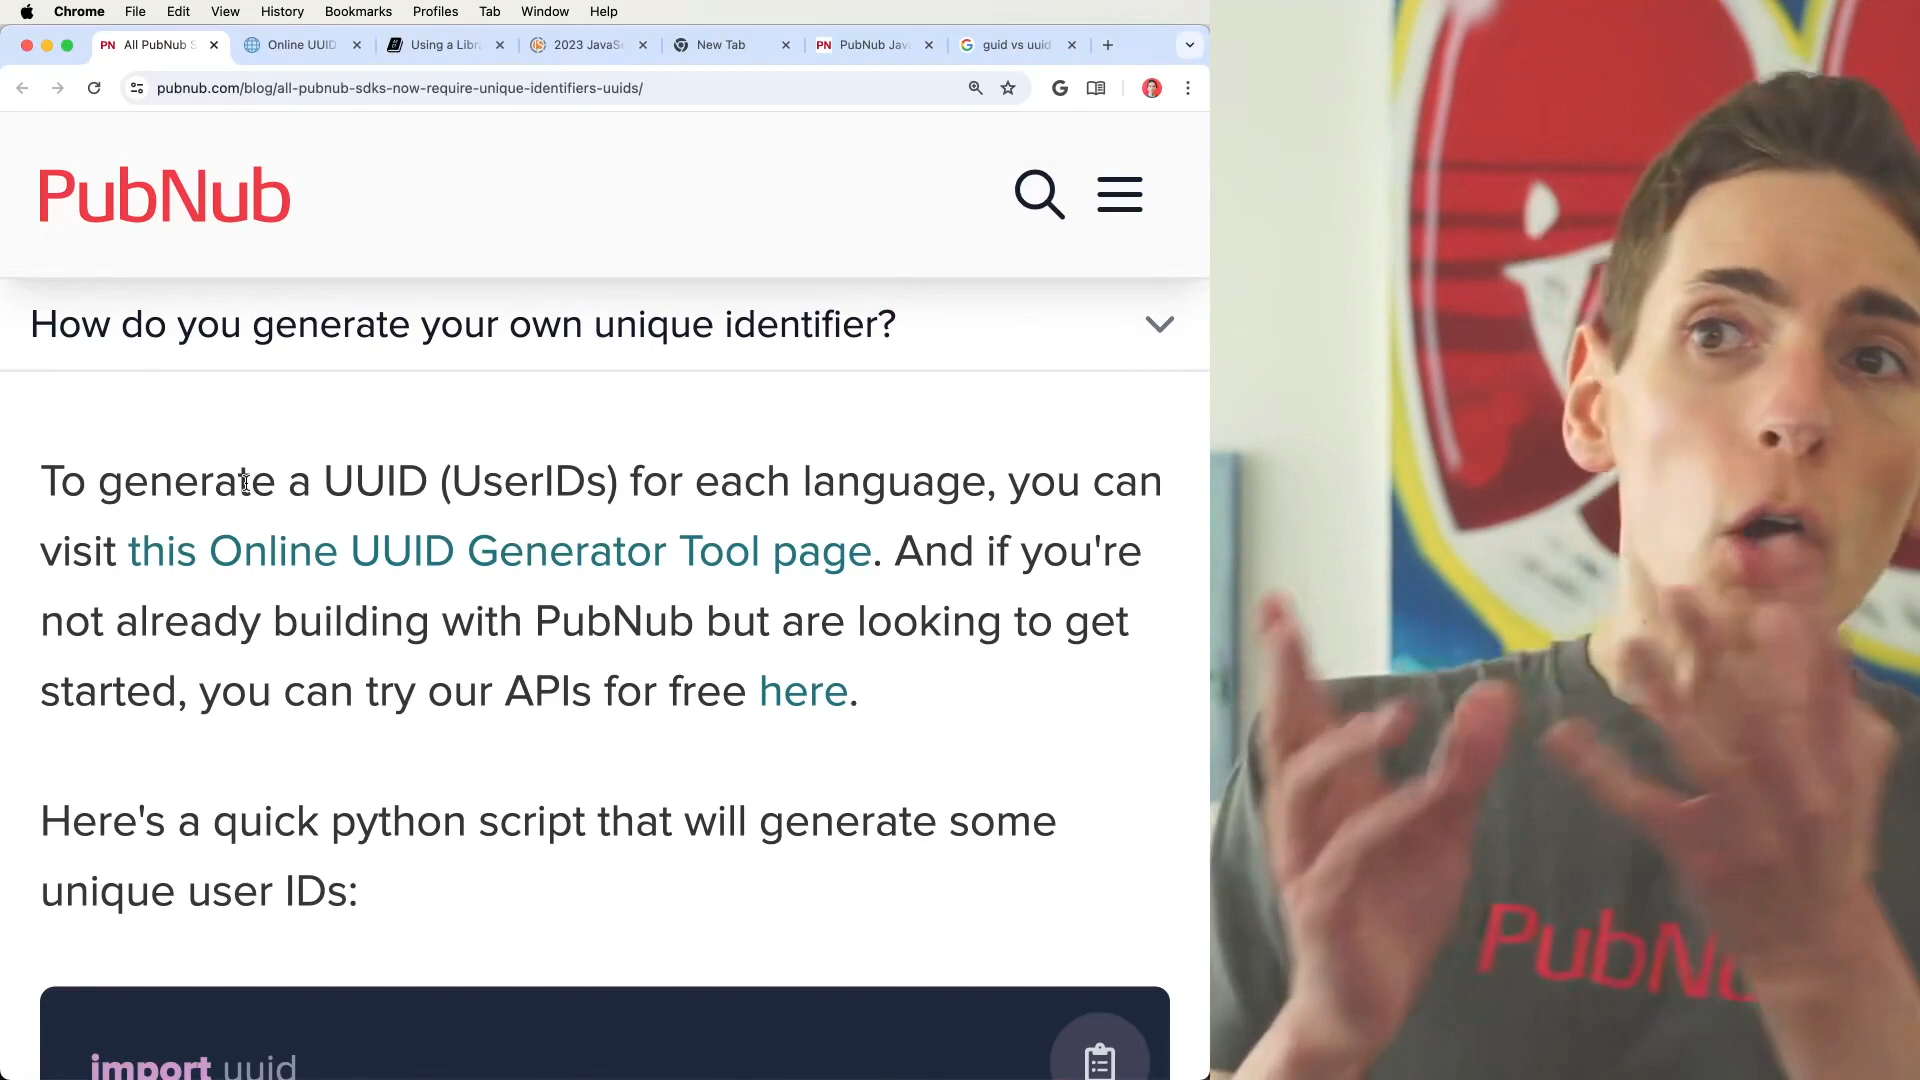 Chrome File Edit View History Bookmarks Profiles Tab Window Help
PN All PubNub S Online UUID Using a Libra 2023 JavaSc New Tab PN PubNub Java guid vs uuid
pubnub.com/blog/all-pubnub-sdks-now-require-unique-identifiers-uuids/
PubNub
How do you generate your own unique identifier?
To generate a UUID (UserIDs) for each language, you can
visit this Online UUID Generator Tool page. And if you're
not already building with PubNub but are looking to get
started, you can try our APIs for free here.
Here's a quick python script that will generate some
unique user IDs:
import uuid
PubNu